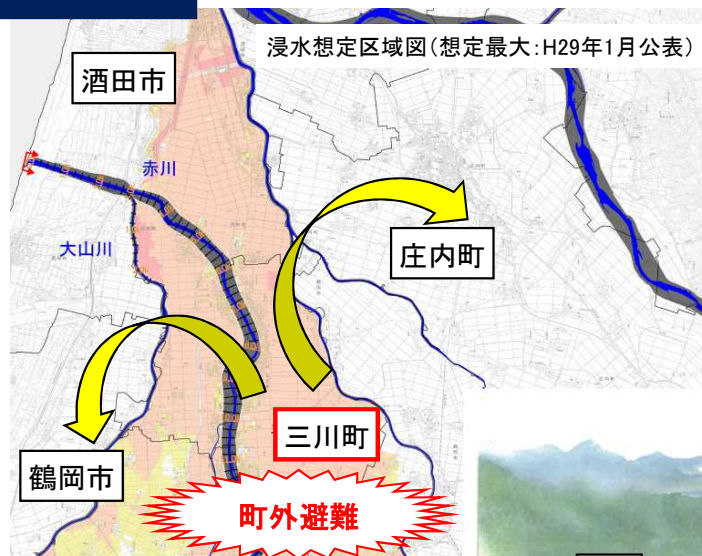 浸水想定区域図(想定最大:H29年1月公表)
酒田市
赤川
大山川
庄内町
三川町
鶴岡市
町外避難